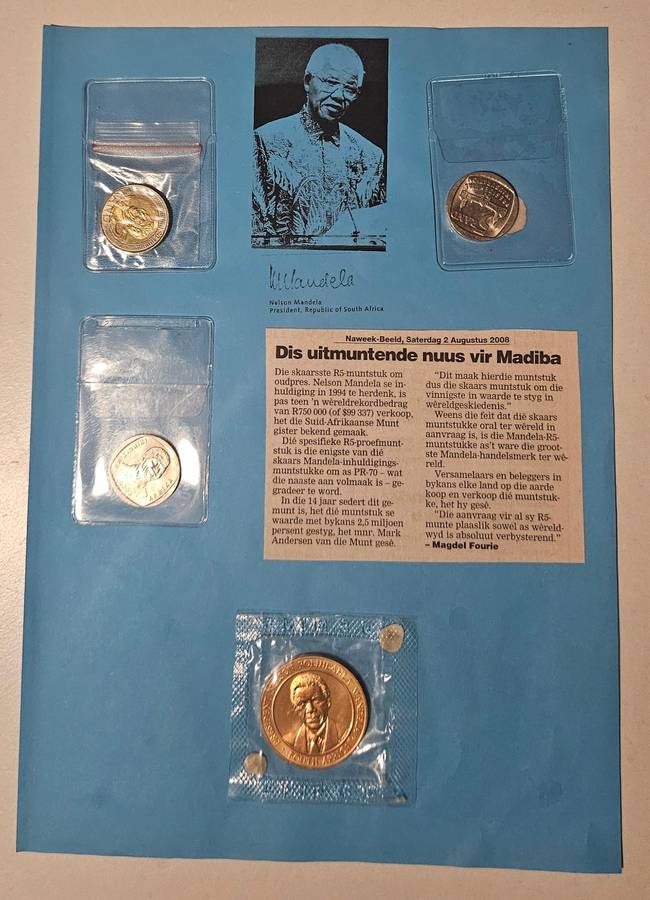 Nelson Mandela
President, Republic of South Africa
Naweek-Beeld, Saterdag 2 Augustus 2008
Dis uitmuntende nuus vir Madiba
Die skaarsste R5-muntstuk om
oudpres. Nelson Mandela se in-
huldiging in 1994 te herdenk, is
pas teen 'n wêreldrekordbedrag
van R750 000 (of $99 337) verkoop,
het die Suid-Afrikaanse Munt
gister bekend gemaak.
Dié spesifieke R5-proefmunt-
stuk is die enigste van dié
skaars Mandela-inhuldigings-
muntstukke om as PR-70 – wat
die naaste aan volmaak is – ge-
gradeer te word.
In die 14 jaar sedert dit ge-
munt is, het dié muntstuk se
waarde met bykans 2,5 miljoen
persent gestyg, het mnr. Mark
Andersen van die Munt gesê.
"Dit maak hierdie muntstuk
dus die skaars muntstuk om die
vinnigste in waarde te styg in
wêreldgeskiedenis."
Weens die feit dat dié skaars
muntstukke oral ter wêreld in
aanvraag is, is die Mandela-R5-
muntstukke as't ware die groot-
ste Mandela-handelsmerk ter wê-
reld.
Versamelaars en beleggers in
bykans elke land op die aarde
koop en verkoop dié muntstuk-
ke, het hy gesê.
"Die aanvraag vir al sy R5-
munte plaaslik sowel as wêreld-
wyd is absoluut verbysterend."
– Magdel Fourie